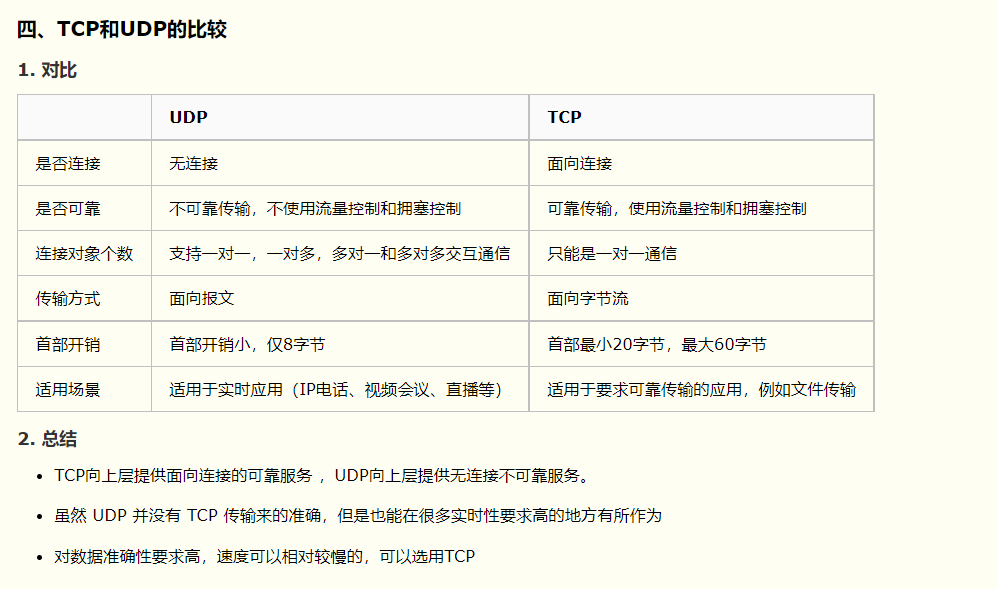 四、TCP和UDP的比较
1. 对比
UDP TCP
是否连接 无连接 面向连接
是否可靠 不可靠传输，不使用流量控制和拥塞控制 可靠传输，使用流量控制和拥塞控制
连接对象个数 支持一对一，一对多，多对一和多对多交互通信 只能是一对一通信
传输方式 面向报文 面向字节流
首部开销 首部开销小，仅8字节 首部最小20字节，最大60字节
适用场景 适用于实时应用（IP电话、视频会议、直播等） 适用于要求可靠传输的应用，例如文件传输
2. 总结
• TCP向上层提供面向连接的可靠服务 ，UDP向上层提供无连接不可靠服务。
• 虽然 UDP 并没有 TCP 传输来的准确，但是也能在很多实时性要求高的地方有所作为
• 对数据准确性要求高，速度可以相对较慢的，可以选用TCP